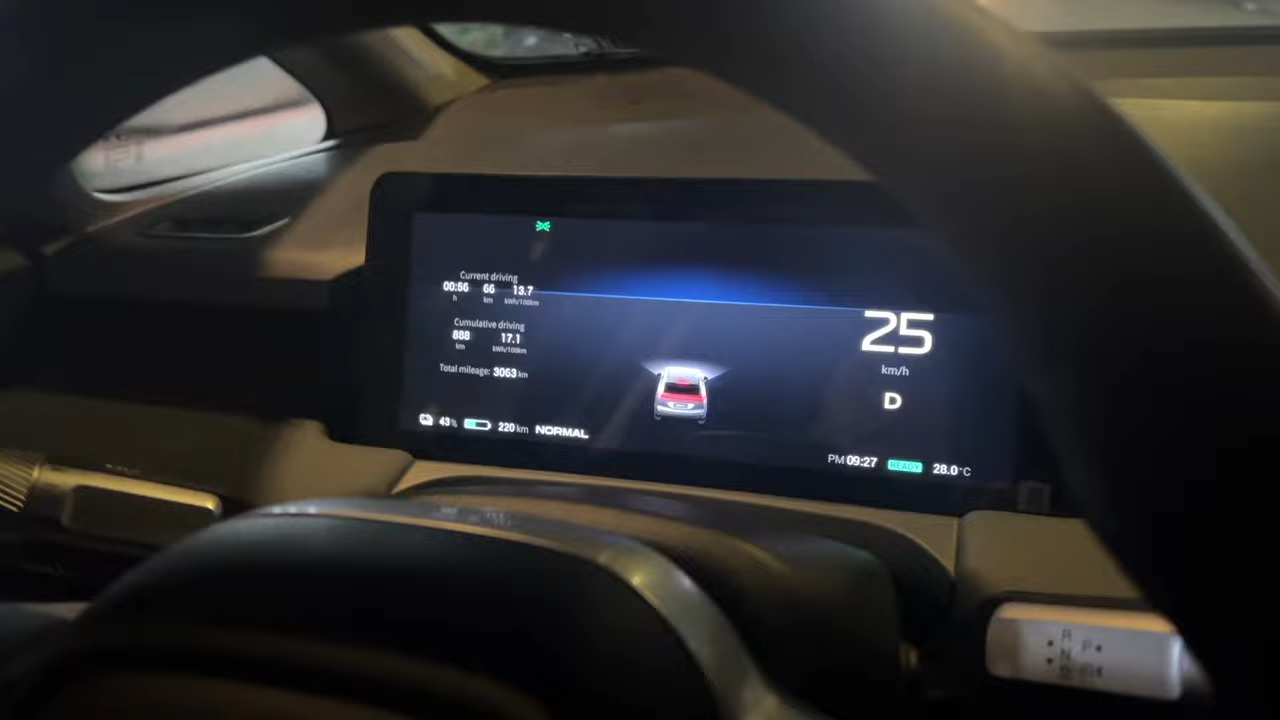 Current driving
00:56 66 13.7
h km kWh/100km
Cumulative driving
888 17.1
km kWh/100km
Total mileage: 3063 km
43% 220 km NORMAL
25
km/h
D
PM 09:27 READY 28.0°C
R P
N